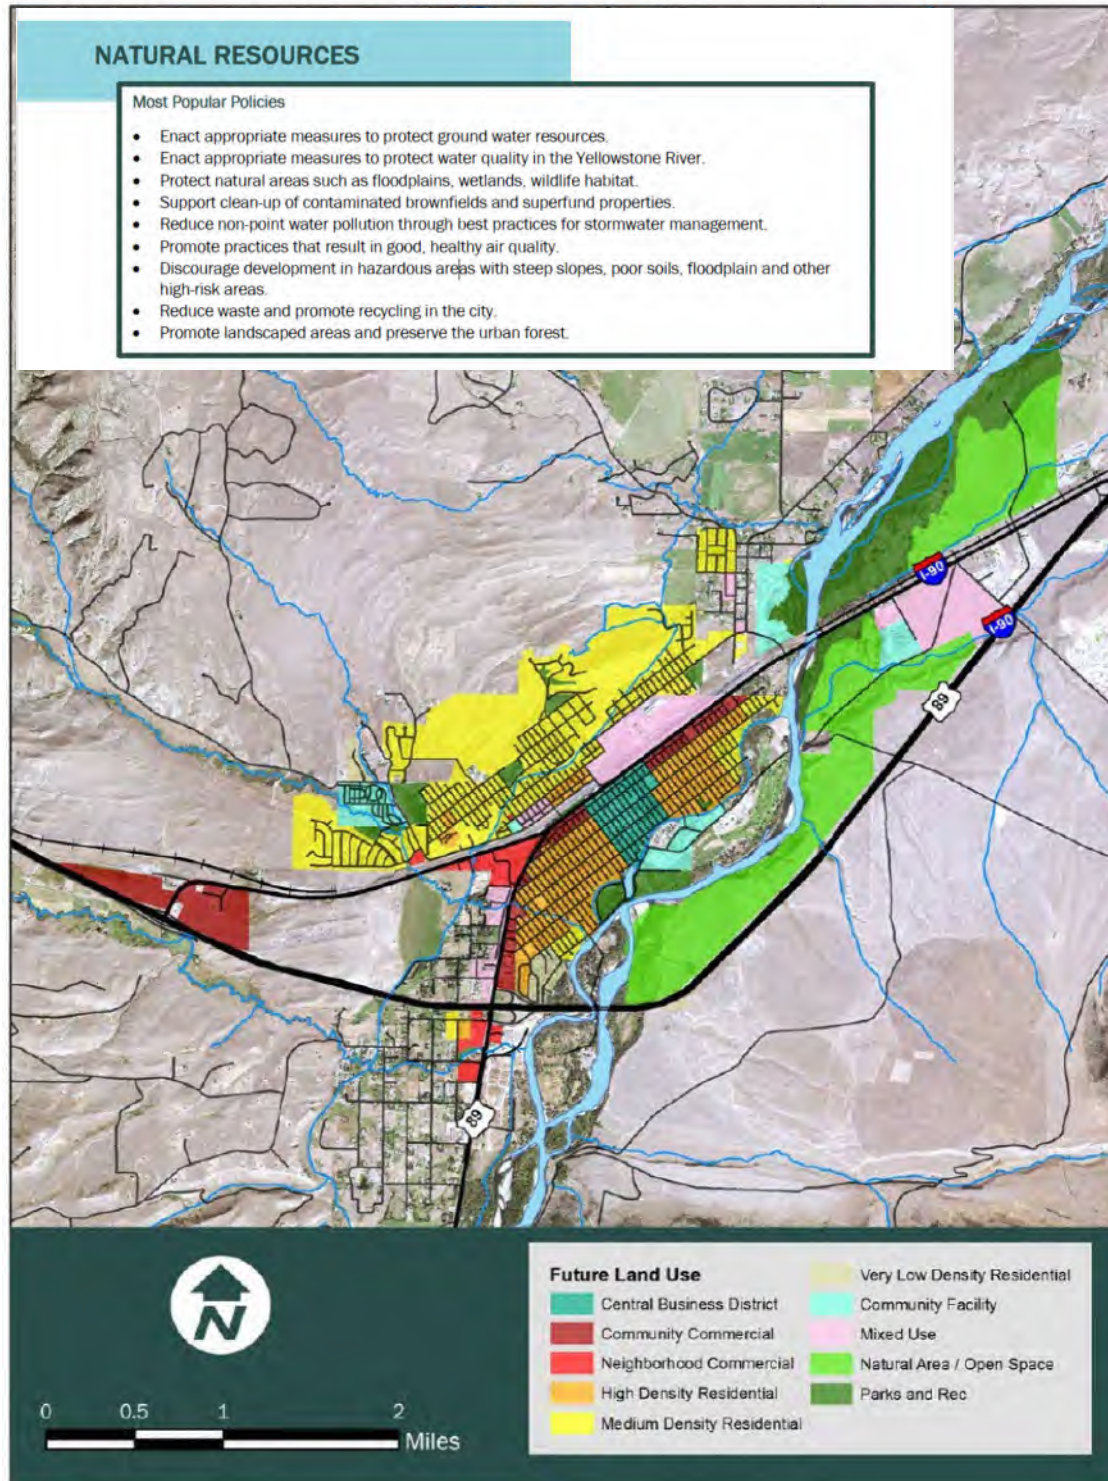 NATURAL RESOURCES
Most Popular Policies
• Enact appropriate measures to protect ground water resources.
• Enact appropriate measures to protect water quality in the Yellowstone River.
• Protect natural areas such as floodplains, wetlands, wildlife habitat.
• Support clean-up of contaminated brownfields and superfund properties.
• Reduce non-point water pollution through best practices for stormwater management.
• Promote practices that result in good, healthy air quality.
• Discourage development in hazardous areas with steep slopes, poor soils, floodplain and other
high-risk areas.
• Reduce waste and promote recycling in the city.
• Promote landscaped areas and preserve the urban forest.
I-90
I-90
89
89
N
0 0.5 1 2
Miles
Future Land Use
Central Business District
Community Commercial
Neighborhood Commercial
High Density Residential
Medium Density Residential
Very Low Density Residential
Community Facility
Mixed Use
Natural Area / Open Space
Parks and Rec